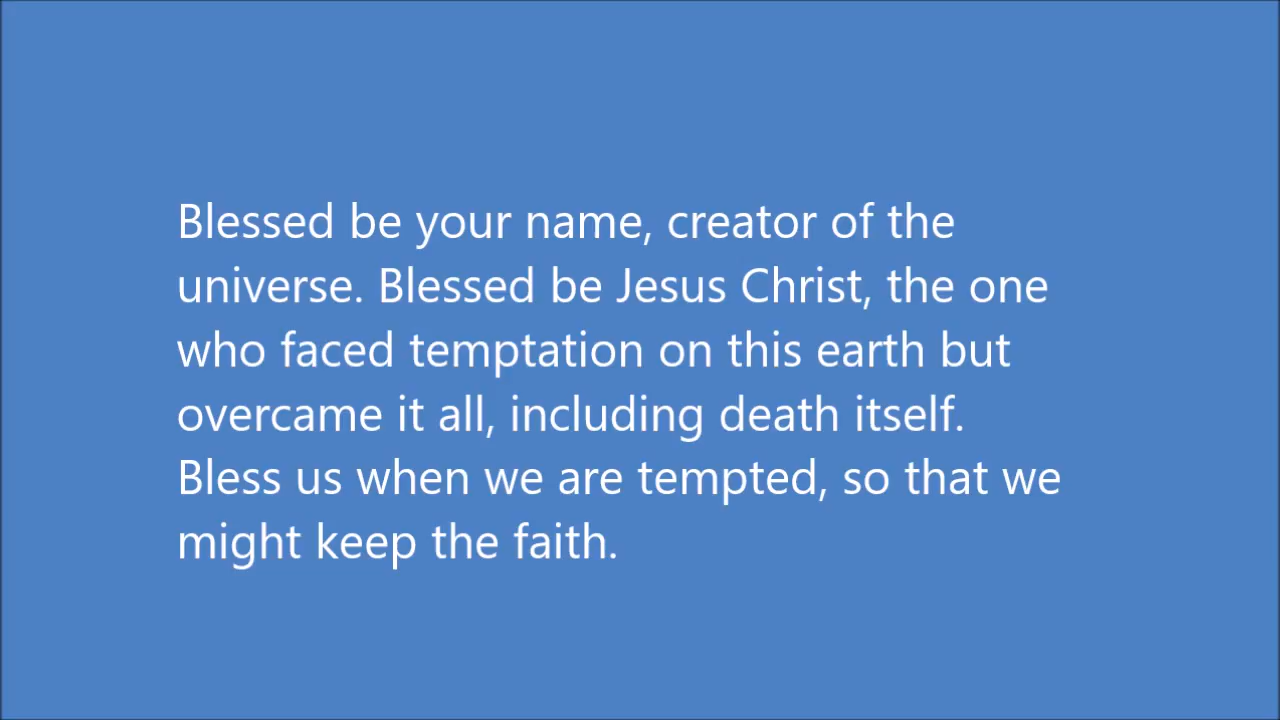 Blessed be your name, creator of the
universe. Blessed be Jesus Christ, the one
who faced temptation on this earth but
overcame it all, including death itself.
Bless us when we are tempted, so that we
might keep the faith.